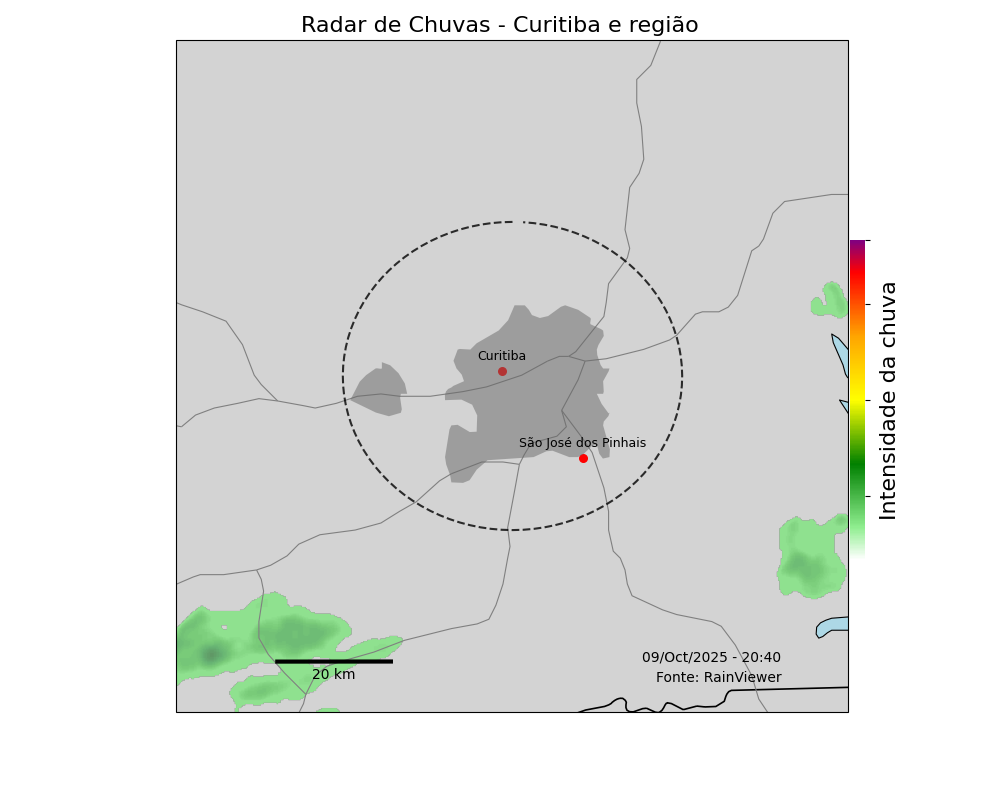 Radar de Chuvas - Curitiba e região
Curitiba
São José dos Pinhais
Intensidade da chuva
09/Oct/2025 - 20:40
20 km
Fonte: RainViewer